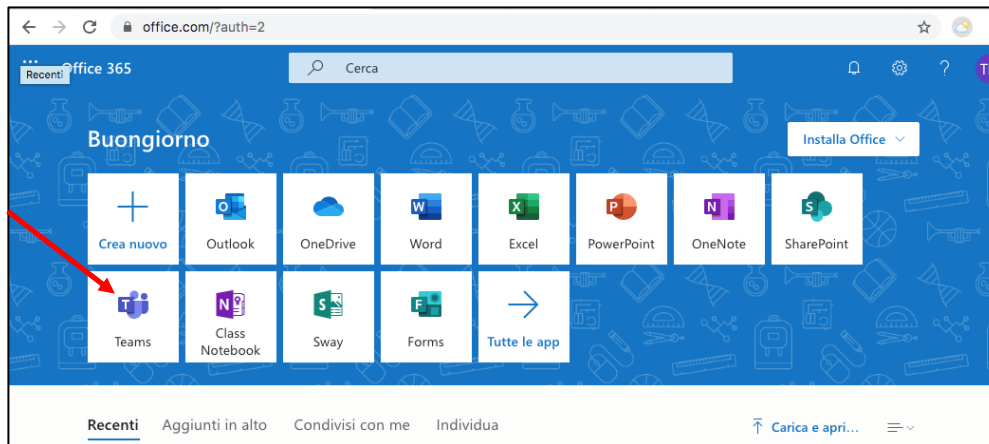 office.com/?auth=2
Recenti
ffice 365
Cerca
Buongiorno
Installa Office
Crea nuovo
Outlook
OneDrive
Word
Excel
PowerPoint
OneNote
SharePoint
Teams
Class
Notebook
Sway
Forms
Tutte le app
Recenti Aggiunti in alto Condivisi con me Individua
Carica e apri...